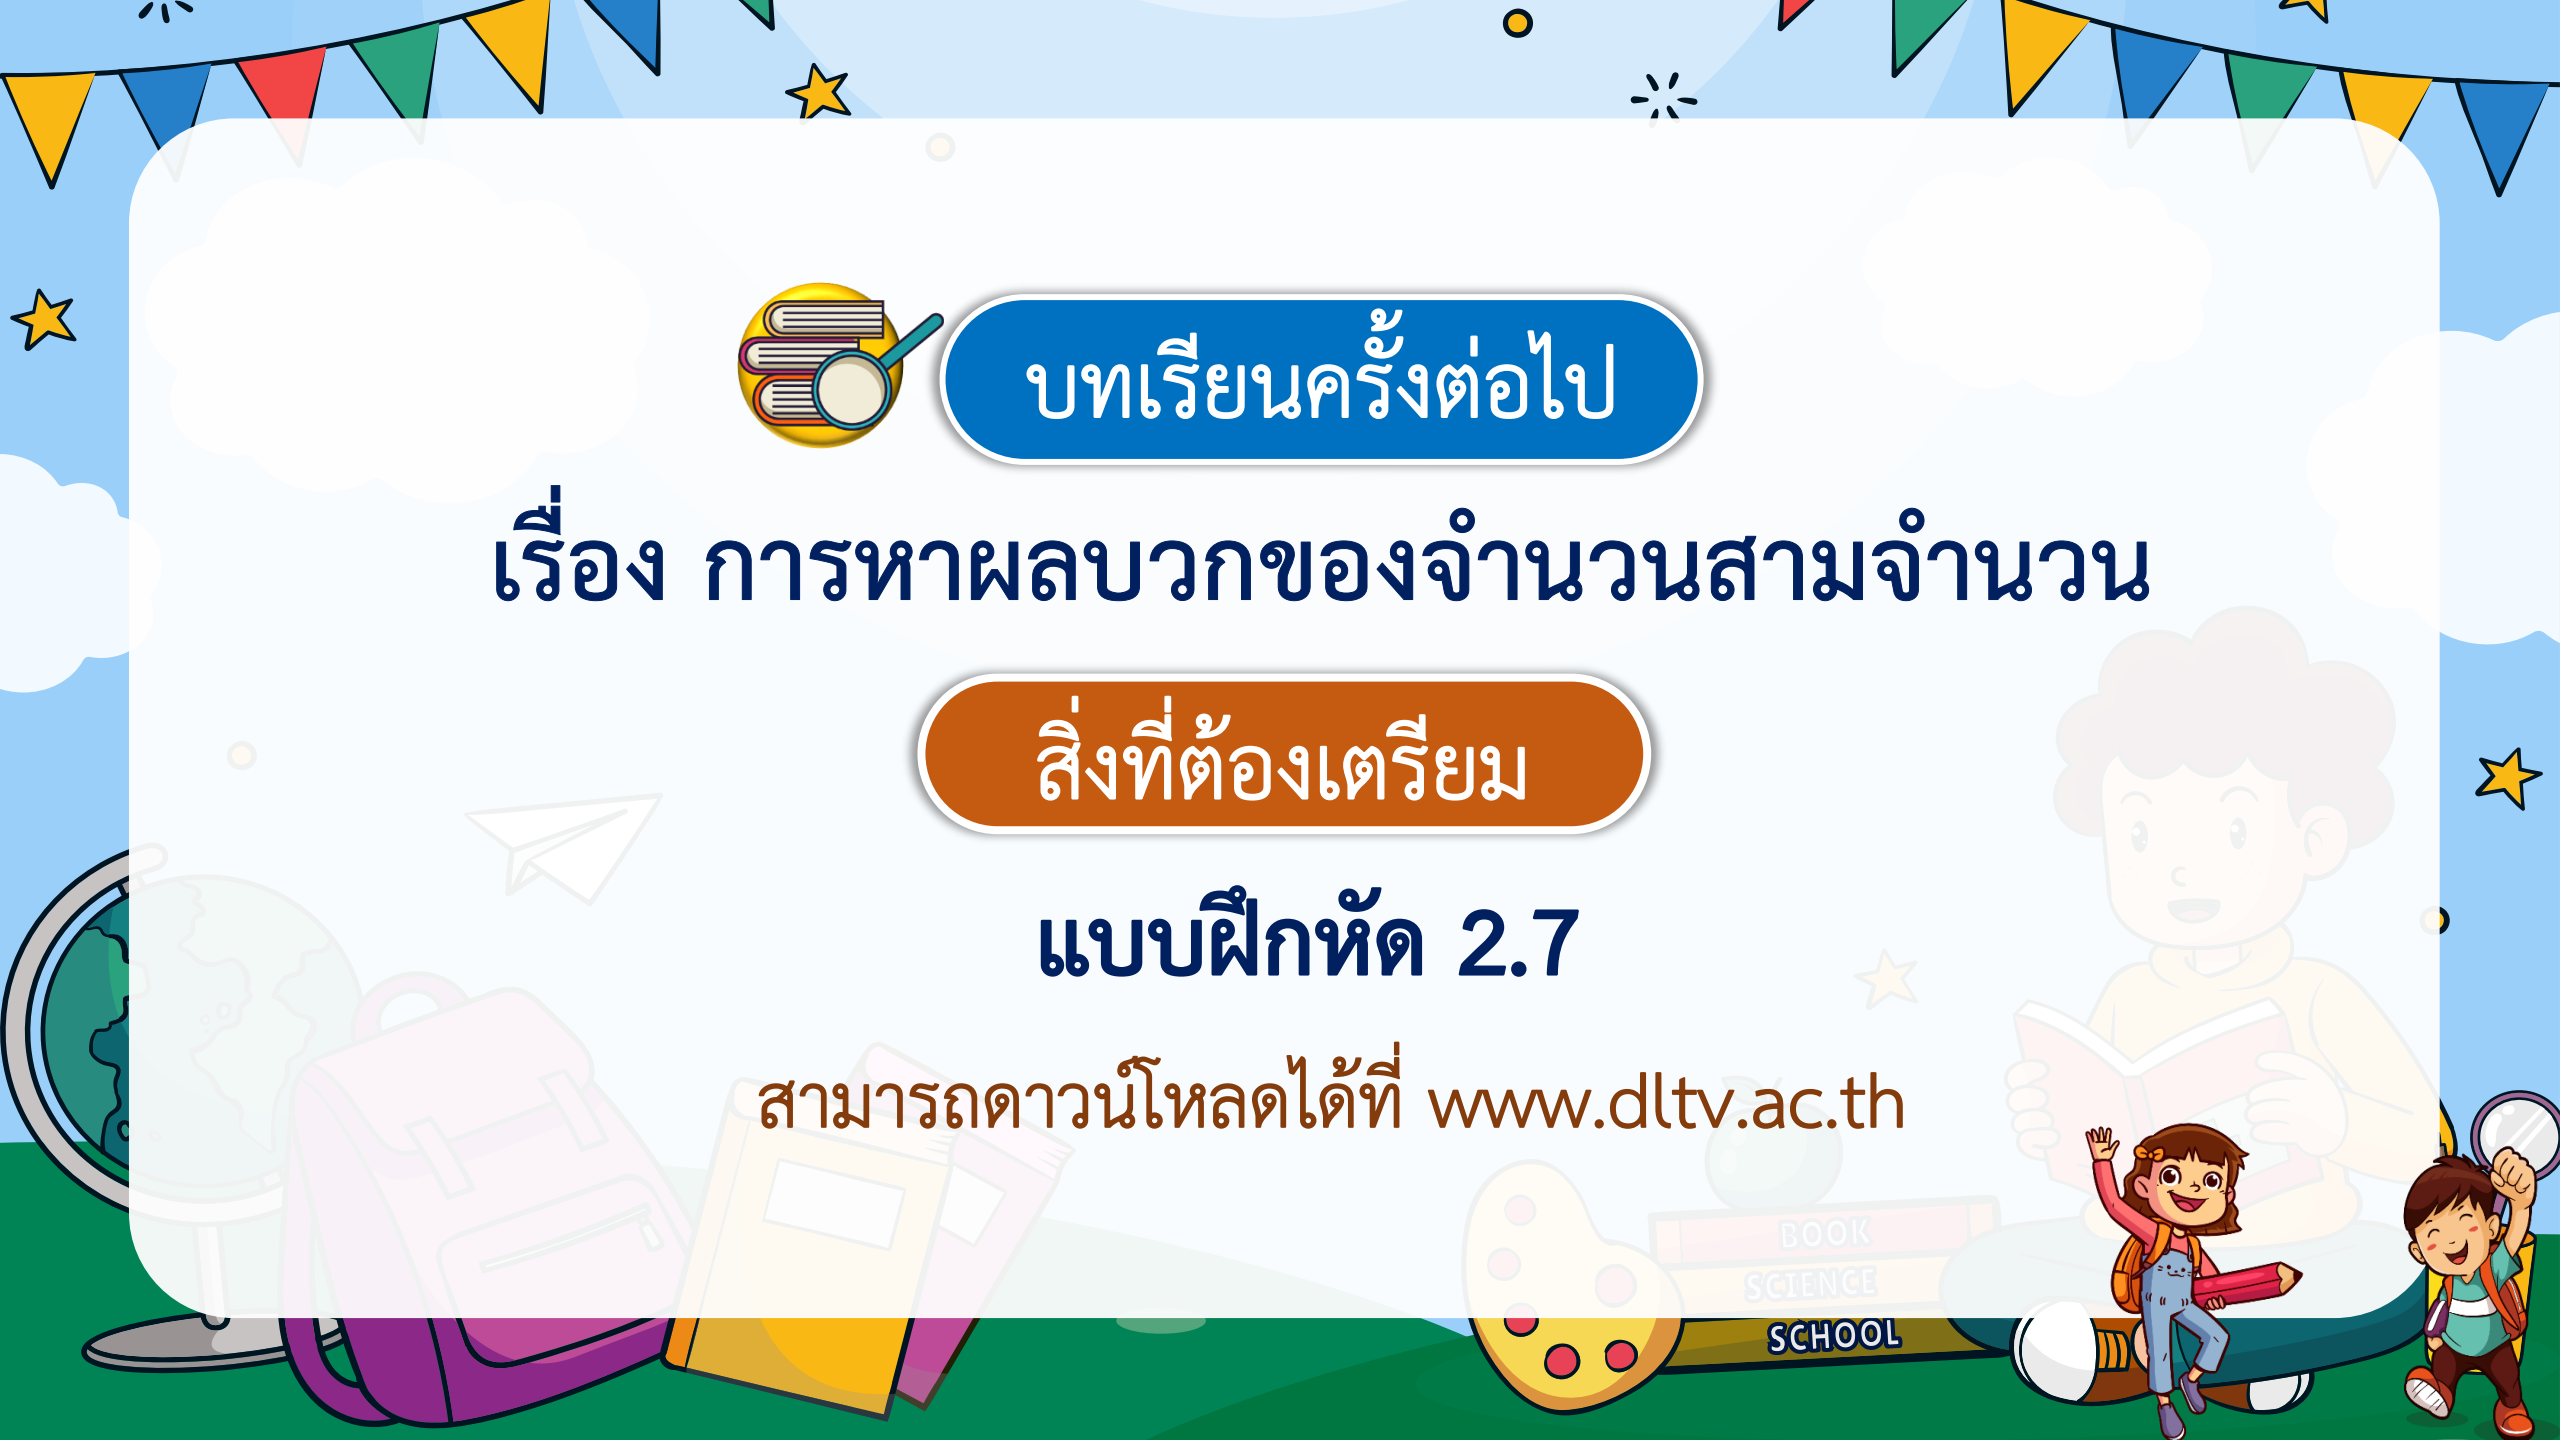 บทเรียนครั้งต่อไป
เรื่อง การหาผลบวกของจำนวนสามจำนวน
สิ่งที่ต้องเตรียม
แบบฝึกหัด 2.7
สามารถดาวน์โหลดได้ที่ www.dltv.ac.th
BOOK
SCIENCE
SCHOOL